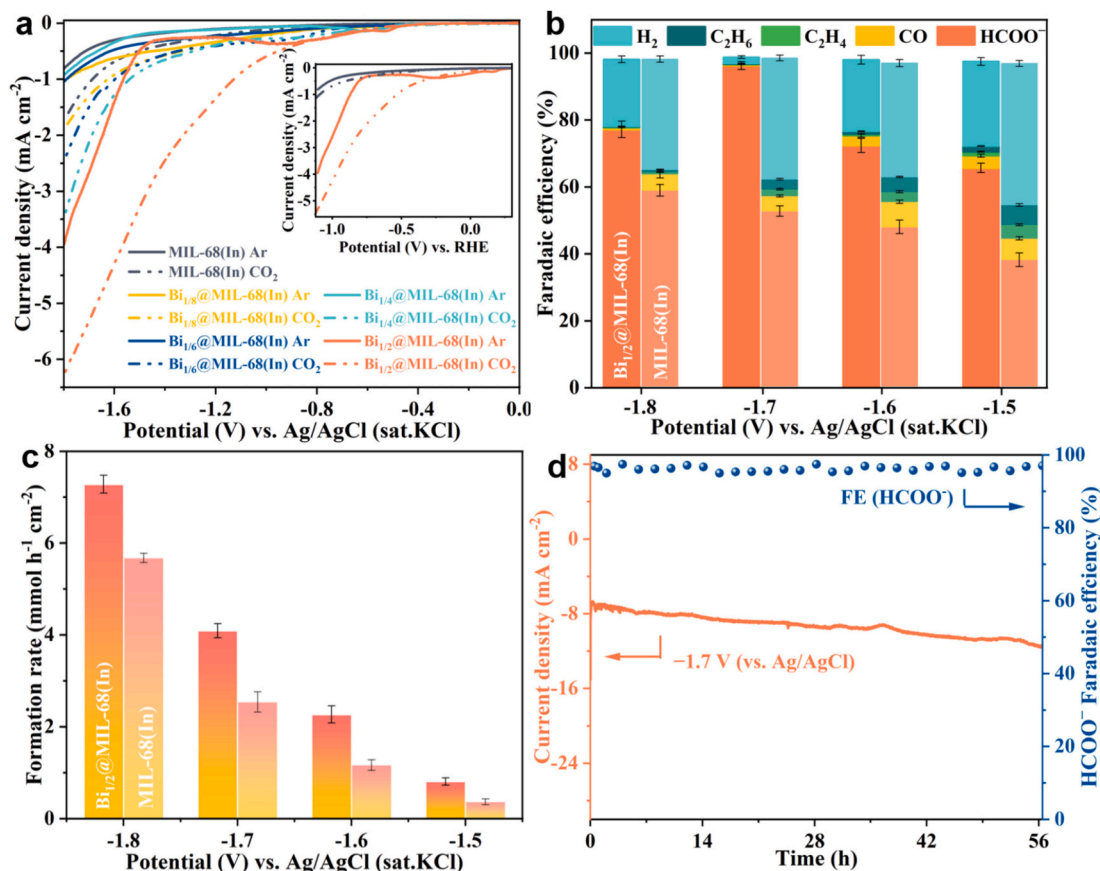 a
Current density (mA cm⁻²)
0
-1
-2
-3
-4
-5
-6
-1.6
-1.2
-0.8
-0.4
0.0
Potential (V) vs. Ag/AgCl (sat.KCl)
Current density (mA cm⁻²)
0
-1
-2
-3
-4
-5
-1.0
-0.5
0.0
Potential (V) vs. RHE
MIL-68(In) Ar
MIL-68(In) CO₂
Bi₁/₈@MIL-68(In) Ar
Bi₁/₄@MIL-68(In) Ar
Bi₁/₈@MIL-68(In) CO₂
Bi₁/₄@MIL-68(In) CO₂
Bi₁/₆@MIL-68(In) Ar
Bi₁/₂@MIL-68(In) Ar
Bi₁/₆@MIL-68(In) CO₂
Bi₁/₂@MIL-68(In) CO₂
b
H₂
C₂H₆
C₂H₄
CO
HCOO⁻
Faradaic efficiency (%)
100
80
60
40
20
0
Bi₁/₂@MIL-68(In)
MIL-68(In)
-1.8
-1.7
-1.6
-1.5
Potential (V) vs. Ag/AgCl (sat.KCl)
c
Formation rate (mmol h⁻¹ cm⁻²)
8
6
4
2
0
Bi₁/₂@MIL-68(In)
MIL-68(In)
-1.8
-1.7
-1.6
-1.5
Potential (V) vs. Ag/AgCl (sat.KCl)
d
Current density (mA cm⁻²)
8
0
-8
-16
-24
FE (HCOO⁻)
−1.7 V (vs. Ag/AgCl)
100
80
60
40
20
0
HCOO⁻ Faradaic effciency (%)
0
14
28
42
56
Time (h)